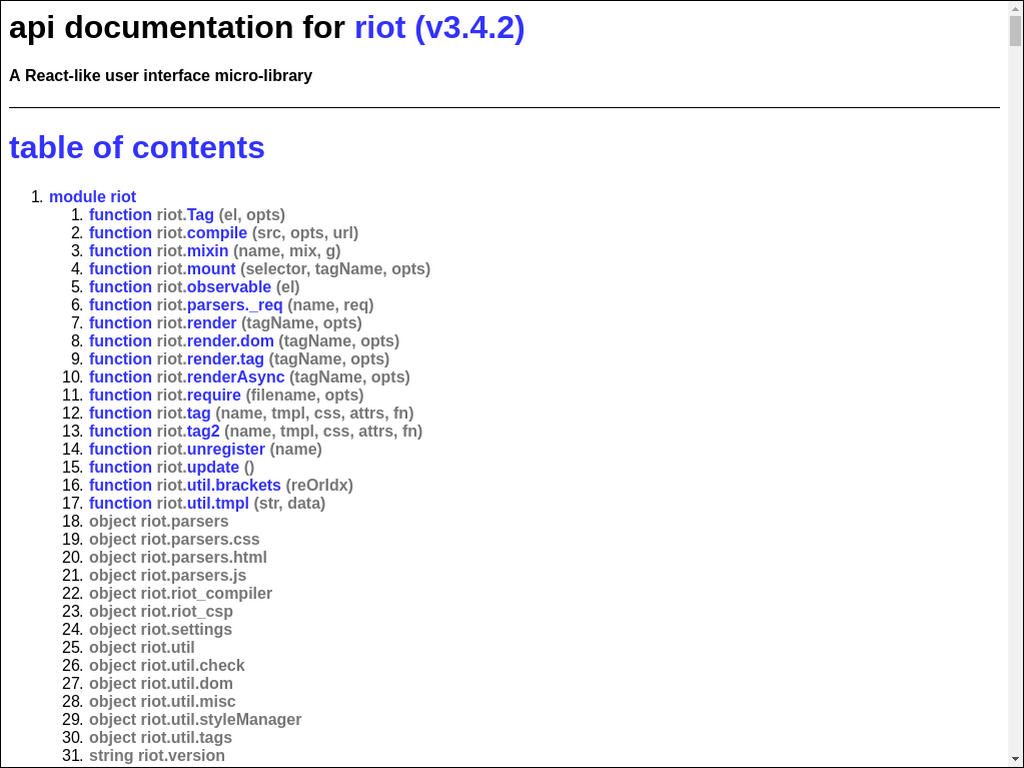 api documentation for riot (v3.4.2)
A React-like user interface micro-library
table of contents
1. module riot
1. function riot.Tag (el, opts)
2. function riot.compile (src, opts, url)
3. function riot.mixin (name, mix, g)
4. function riot.mount (selector, tagName, opts)
5. function riot.observable (el)
6. function riot.parsers._req (name, req)
7. function riot.render (tagName, opts)
8. function riot.render.dom (tagName, opts)
9. function riot.render.tag (tagName, opts)
10. function riot.renderAsync (tagName, opts)
11. function riot.require (filename, opts)
12. function riot.tag (name, tmpl, css, attrs, fn)
13. function riot.tag2 (name, tmpl, css, attrs, fn)
14. function riot.unregister (name)
15. function riot.update ()
16. function riot.util.brackets (reOrIdx)
17. function riot.util.tmpl (str, data)
18. object riot.parsers
19. object riot.parsers.css
20. object riot.parsers.html
21. object riot.parsers.js
22. object riot.riot_compiler
23. object riot.riot_csp
24. object riot.settings
25. object riot.util
26. object riot.util.check
27. object riot.util.dom
28. object riot.util.misc
29. object riot.util.styleManager
30. object riot.util.tags
31. string riot.version